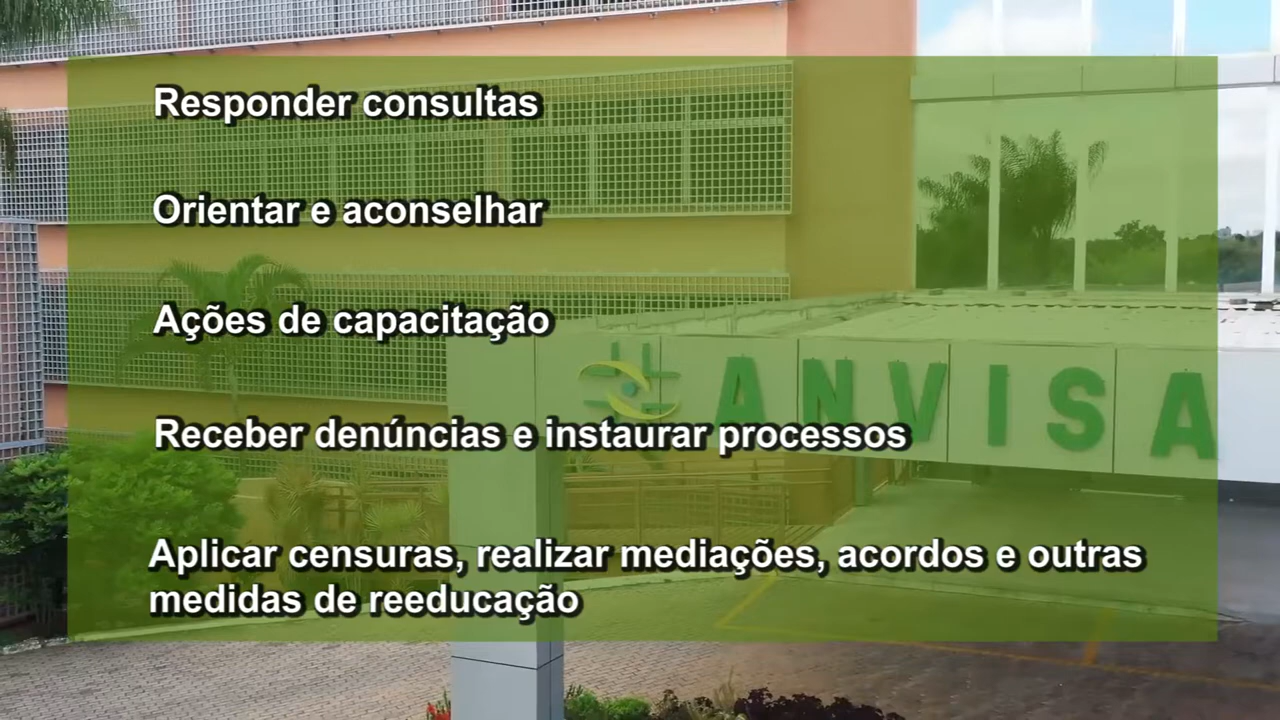 Responder consultas
Orientar e aconselhar
Ações de capacitação
ANVISA
Receber denúncias e instaurar processos
Aplicar censuras, realizar mediações, acordos e outras
medidas de reeducação